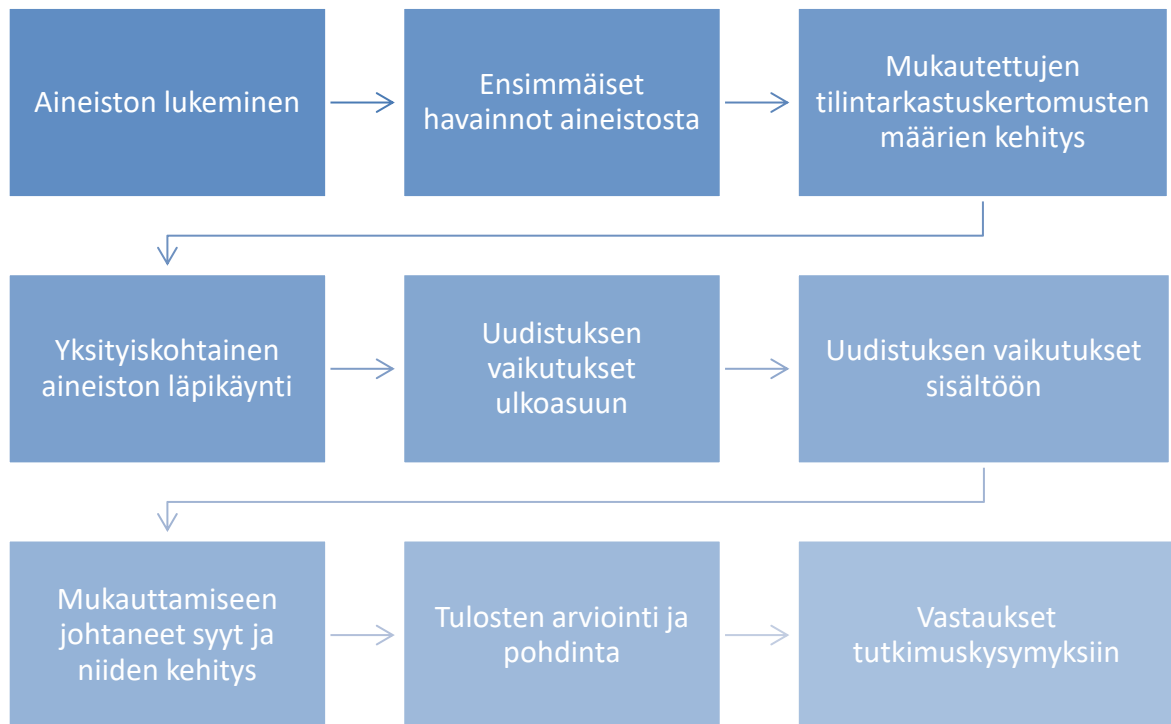 Aineiston lukeminen
Ensimmäiset
havainnot aineistosta
Mukautettujen
tilintarkastuskertomusten
määrien kehitys
Yksityiskohtainen
aineiston läpikäynti
Uudistuksen
vaikutukset
ulkoasuun
Uudistuksen vaikutukset
sisältöön
Mukauttamiseen
johtaneet syyt ja
niiden kehitys
Tulosten arviointi ja
pohdinta
Vastaukset
tutkimuskysymyksiin